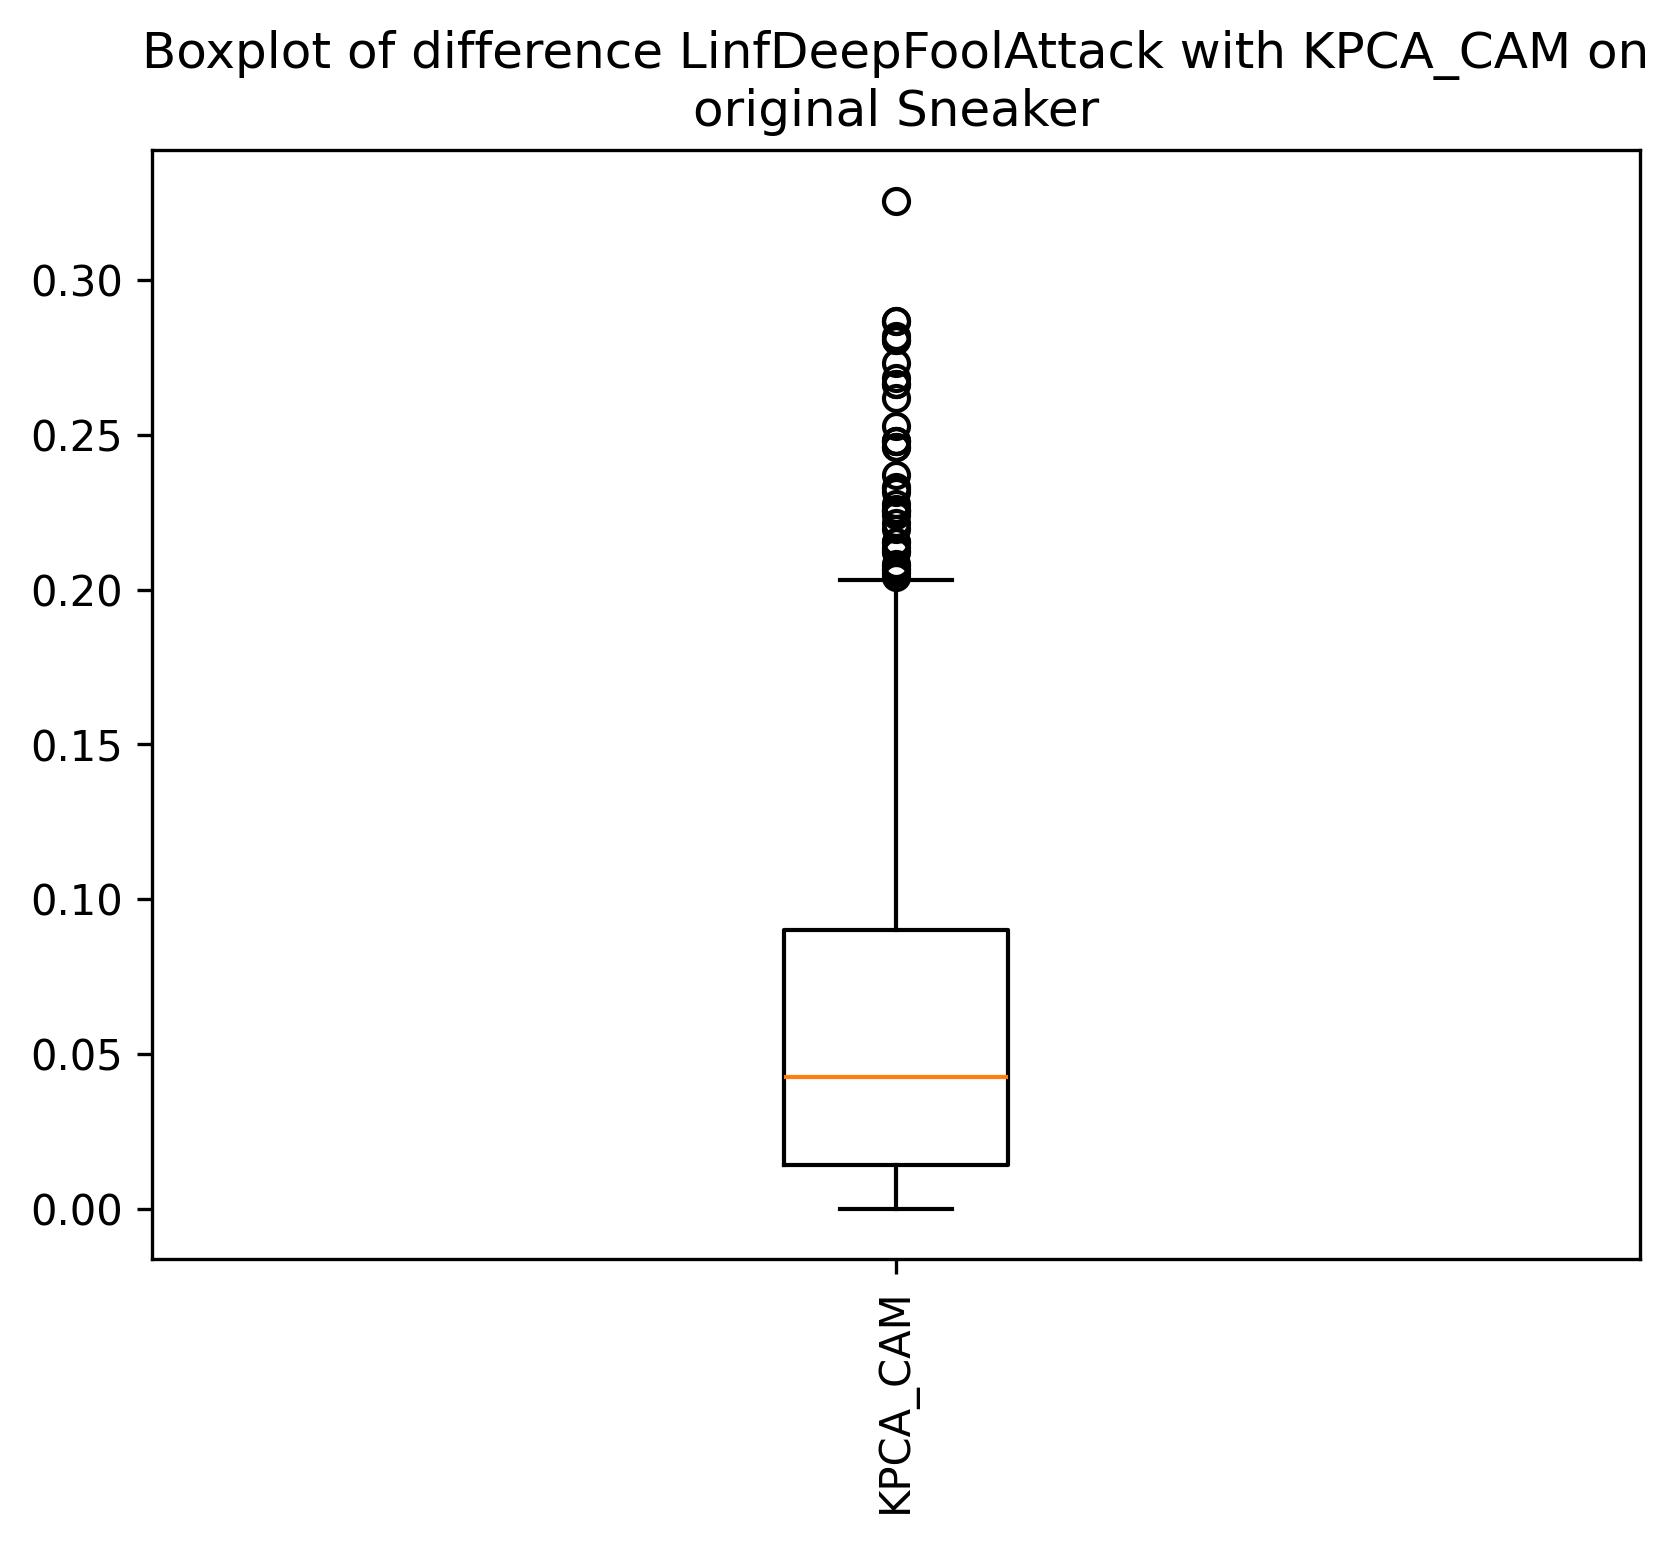 Boxplot of difference LinfDeepFoolAttack with KPCA_CAM on
original Sneaker
0.30
0.25
0.20
0.15
0.10
0.05
0.00
KPCA_CAM